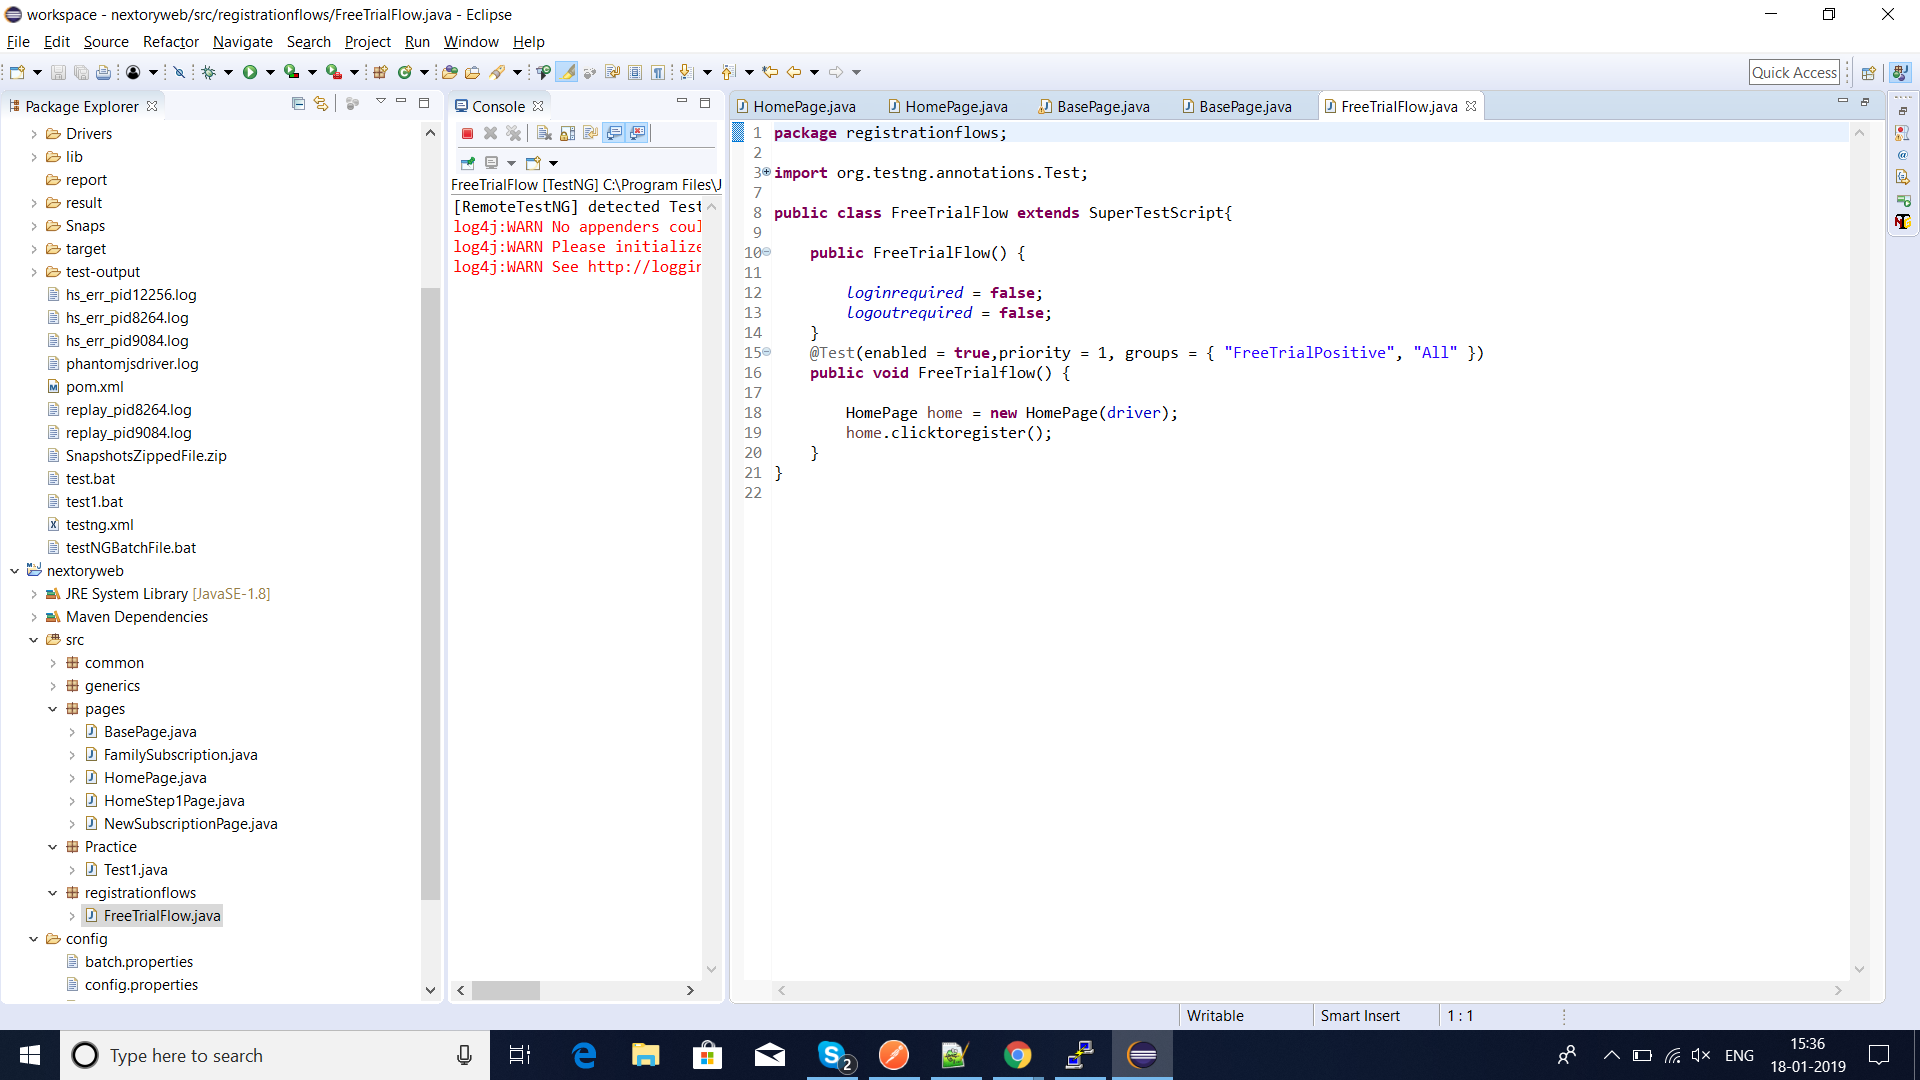 workspace - nextoryweb/src/registrationflows/FreeTrialFlow.java - Eclipse
File Edit Source Refactor Navigate Search Project Run Window Help
Quick Access
Package Explorer
Drivers
lib
report
result
Snaps
target
test-output
hs_err_pid12256.log
hs_err_pid8264.log
hs_err_pid9084.log
phantomjsdriver.log
pom.xml
replay_pid8264.log
replay_pid9084.log
SnapshotsZippedFile.zip
test.bat
test1.bat
testng.xml
testNGBatchFile.bat
nextoryweb
JRE System Library [JavaSE-1.8]
Maven Dependencies
src
common
generics
pages
BasePage.java
FamilySubscription.java
HomePage.java
HomeStep1Page.java
NewSubscriptionPage.java
Practice
Test1.java
registrationflows
FreeTrialFlow.java
config
batch.properties
config.properties
Console
FreeTrialFlow [TestNG] C:\Program Files\J
[RemoteTestNG] detected Test
log4j:WARN No appenders coul
log4j:WARN Please initialize
log4j:WARN See http://loggin
HomePage.java HomePage.java BasePage.java BasePage.java FreeTrialFlow.java
1 package registrationflows;
2
3 import org.testng.annotations.Test;
7
8 public class FreeTrialFlow extends SuperTestScript{
9
10 public FreeTrialFlow() {
11
12 loginrequired = false;
13 logoutrequired = false;
14 }
15 @Test(enabled = true,priority = 1, groups = { "FreeTrialPositive", "All" })
16 public void FreeTrialflow() {
17
18 HomePage home = new HomePage(driver);
19 home.clicktoregister();
20 }
21 }
22
Writable Smart Insert 1 : 1
Type here to search
2
ENG
15:36
18-01-2019